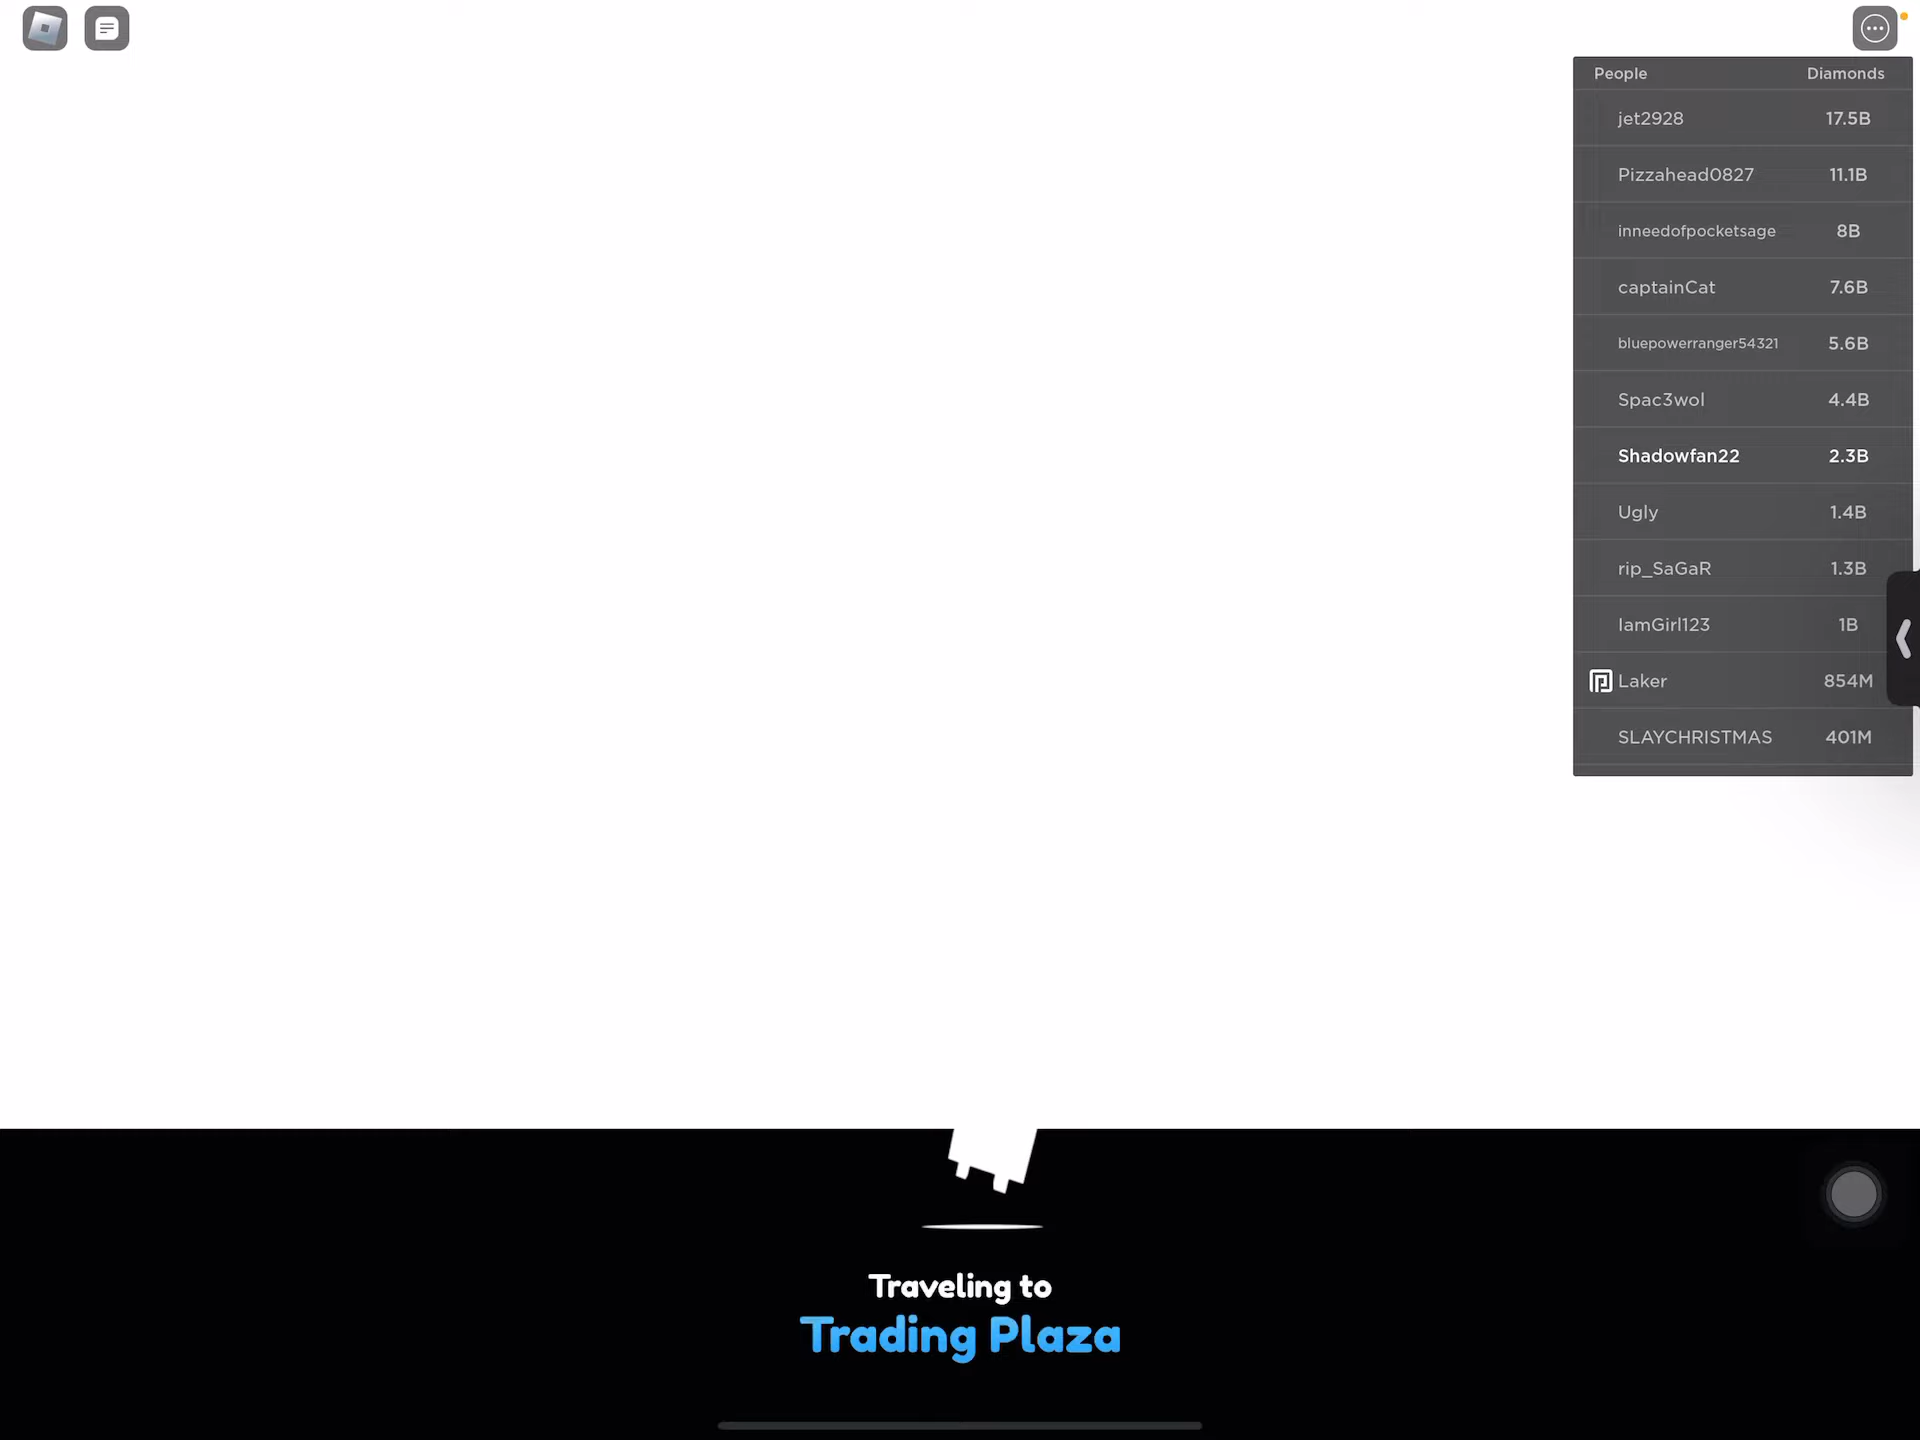 People Diamonds
jet2928 17.5B
Pizzahead0827 11.1B
inneedofpocketsage 8B
captainCat 7.6B
bluepowerranger54321 5.6B
Spac3wol 4.4B
Shadowfan22 2.3B
Ugly 1.4B
rip_SaGaR 1.3B
IamGirl123 1B
Laker 854M
SLAYCHRISTMAS 401M
Traveling to
Trading Plaza